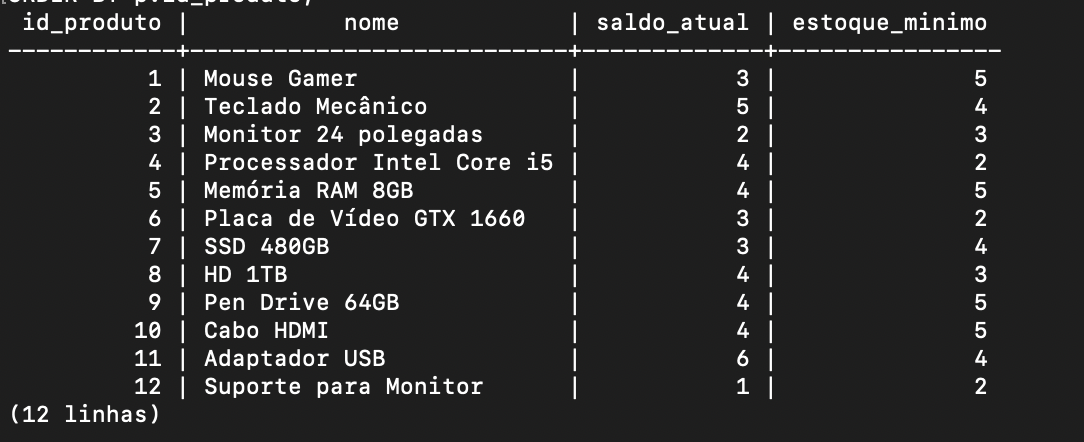 ORDER BY p.id_produto;
id_produto | nome | saldo_atual | estoque_minimo
------------+---------------------------+-------------+----------------
1 | Mouse Gamer | 3 | 5
2 | Teclado Mecânico | 5 | 4
3 | Monitor 24 polegadas | 2 | 3
4 | Processador Intel Core i5 | 4 | 2
5 | Memória RAM 8GB | 4 | 5
6 | Placa de Vídeo GTX 1660 | 3 | 2
7 | SSD 480GB | 3 | 4
8 | HD 1TB | 4 | 3
9 | Pen Drive 64GB | 4 | 5
10 | Cabo HDMI | 4 | 5
11 | Adaptador USB | 6 | 4
12 | Suporte para Monitor | 1 | 2
(12 linhas)